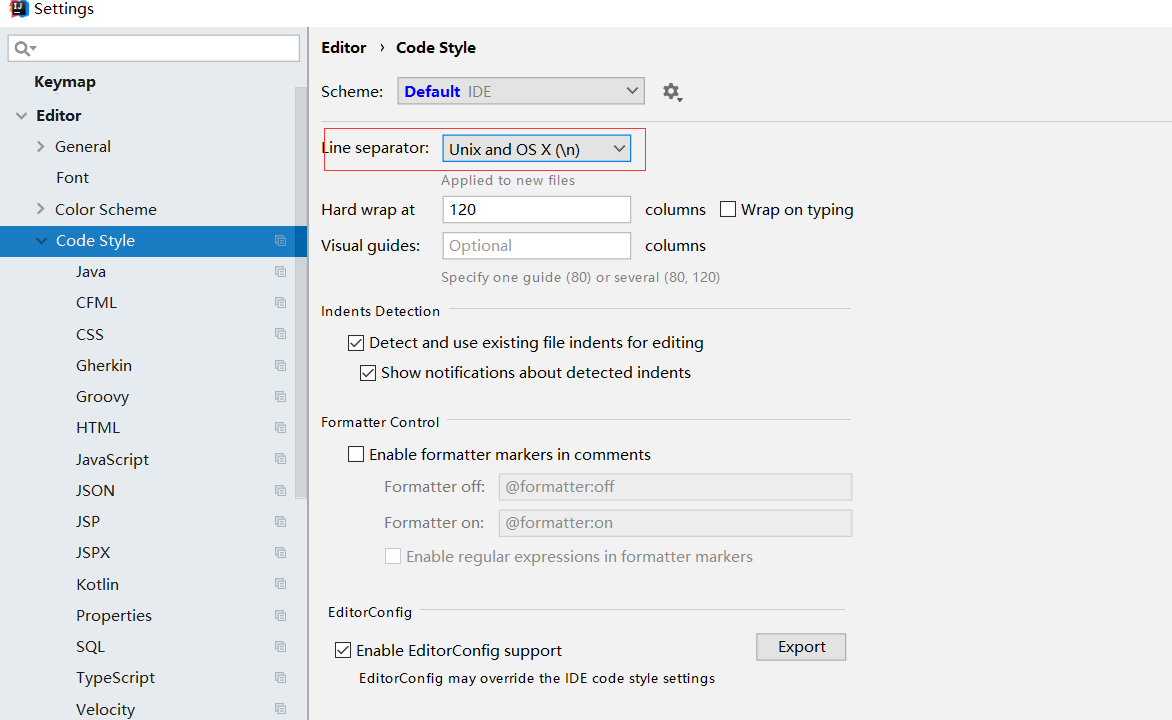 Settings
Keymap
Editor
General
Font
Color Scheme
Code Style
Java
CFML
CSS
Gherkin
Groovy
HTML
JavaScript
JSON
JSP
JSPX
Kotlin
Properties
SQL
TypeScript
Velocity
Editor › Code Style
Scheme: Default IDE
Line separator: Unix and OS X (\n)
Applied to new files
Hard wrap at 120 columns Wrap on typing
Visual guides: Optional columns
Specify one guide (80) or several (80, 120)
Indents Detection
Detect and use existing file indents for editing
Show notifications about detected indents
Formatter Control
Enable formatter markers in comments
Formatter off: @formatter:off
Formatter on: @formatter:on
Enable regular expressions in formatter markers
EditorConfig
Enable EditorConfig support Export
EditorConfig may override the IDE code style settings